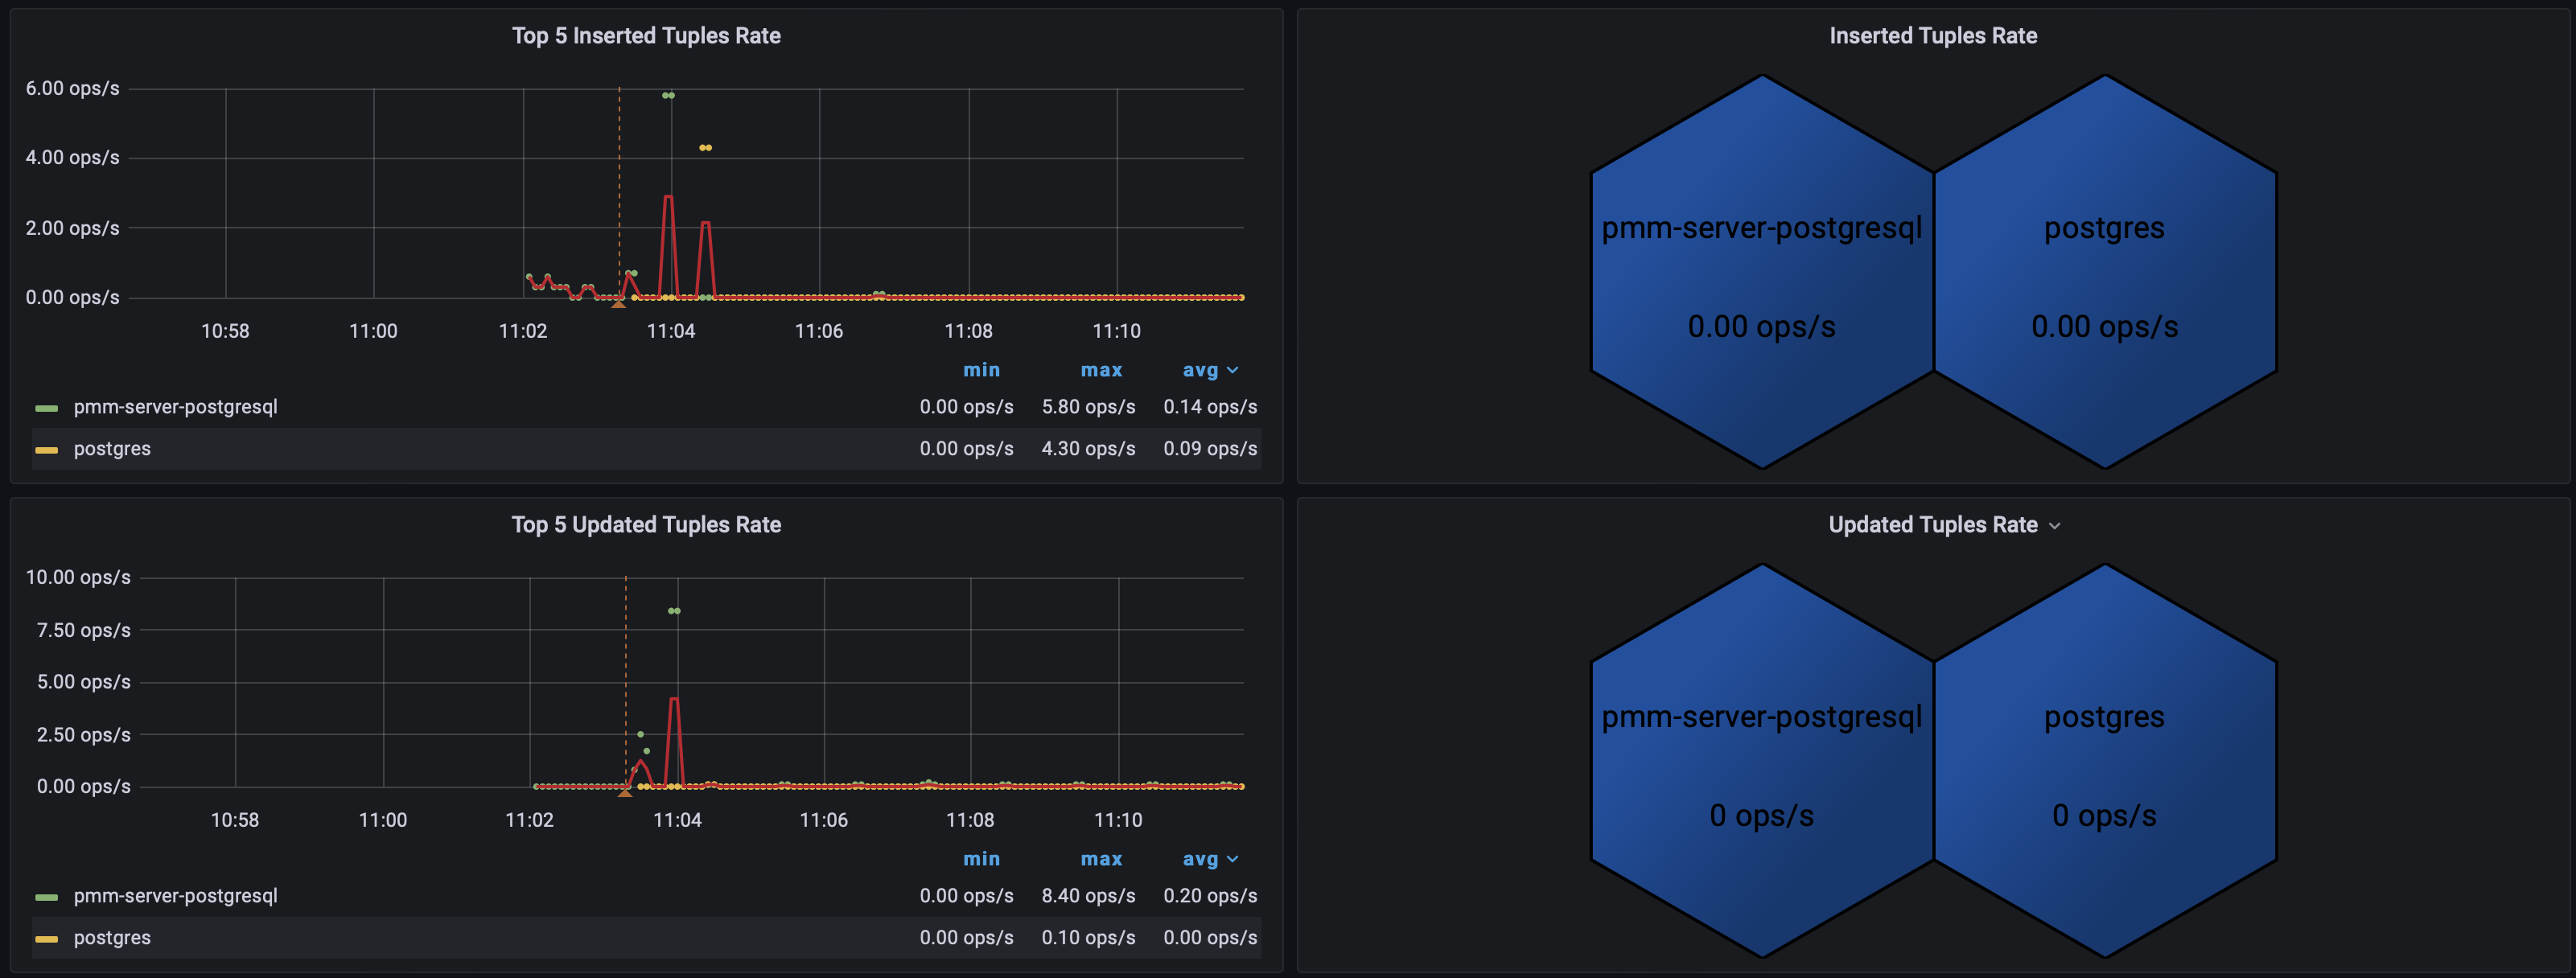 Top 5 Inserted Tuples Rate
6.00 ops/s
4.00 ops/s
2.00 ops/s
0.00 ops/s
10:58 11:00 11:02 11:04 11:06 11:08 11:10
min max avg
pmm-server-postgresql 0.00 ops/s 5.80 ops/s 0.14 ops/s
postgres 0.00 ops/s 4.30 ops/s 0.09 ops/s
Inserted Tuples Rate
pmm-server-postgresql postgres
0.00 ops/s 0.00 ops/s
Top 5 Updated Tuples Rate
10.00 ops/s
7.50 ops/s
5.00 ops/s
2.50 ops/s
0.00 ops/s
10:58 11:00 11:02 11:04 11:06 11:08 11:10
min max avg
pmm-server-postgresql 0.00 ops/s 8.40 ops/s 0.20 ops/s
postgres 0.00 ops/s 0.10 ops/s 0.00 ops/s
Updated Tuples Rate
pmm-server-postgresql postgres
0 ops/s 0 ops/s